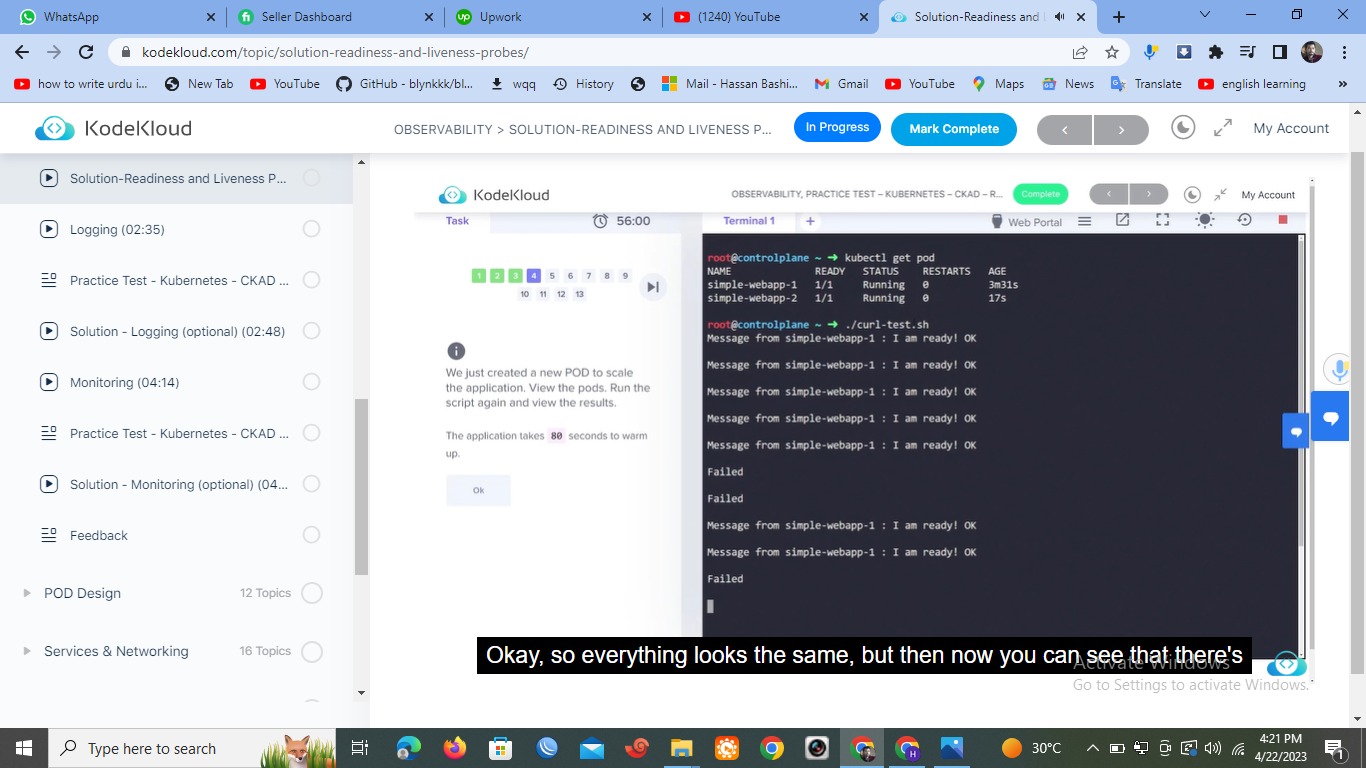 WhatsApp
Seller Dashboard
Upwork
(1240) YouTube
Solution-Readiness and L
kodekloud.com/topic/solution-readiness-and-liveness-probes/
how to write urdu i...
New Tab
YouTube
GitHub - blynkkk/bl...
wqq
History
Mail - Hassan Bashi...
Gmail
YouTube
Maps
News
Translate
english learning
KodeKloud
OBSERVABILITY > SOLUTION-READINESS AND LIVENESS P...
In Progress
Mark Complete
My Account
Solution-Readiness and Liveness P...
Logging (02:35)
Practice Test - Kubernetes - CKAD ...
Solution - Logging (optional) (02:48)
Monitoring (04:14)
Practice Test - Kubernetes - CKAD ...
Solution - Monitoring (optional) (04...
Feedback
POD Design 12 Topics
Services & Networking 16 Topics
KodeKloud
OBSERVABILITY, PRACTICE TEST – KUBERNETES – CKAD – R...
Complete
My Account
Task
56:00
Terminal 1
+
Web Portal
1 2 3 4 5 6 7 8 9
10 11 12 13
We just created a new POD to scale
the application. View the pods. Run the
script again and view the results.
The application takes 80 seconds to warm
up.
Ok
root@controlplane ~ ➜ kubectl get pod
NAME READY STATUS RESTARTS AGE
simple-webapp-1 1/1 Running 0 3m31s
simple-webapp-2 1/1 Running 0 17s
root@controlplane ~ ➜ ./curl-test.sh
Message from simple-webapp-1 : I am ready! OK
Message from simple-webapp-1 : I am ready! OK
Message from simple-webapp-1 : I am ready! OK
Message from simple-webapp-1 : I am ready! OK
Message from simple-webapp-1 : I am ready! OK
Failed
Failed
Message from simple-webapp-1 : I am ready! OK
Message from simple-webapp-1 : I am ready! OK
Failed
Okay, so everything looks the same, but then now you can see that there's
Activate Windows
Go to Settings to activate Windows.
Type here to search
30°C
4:21 PM
4/22/2023
1